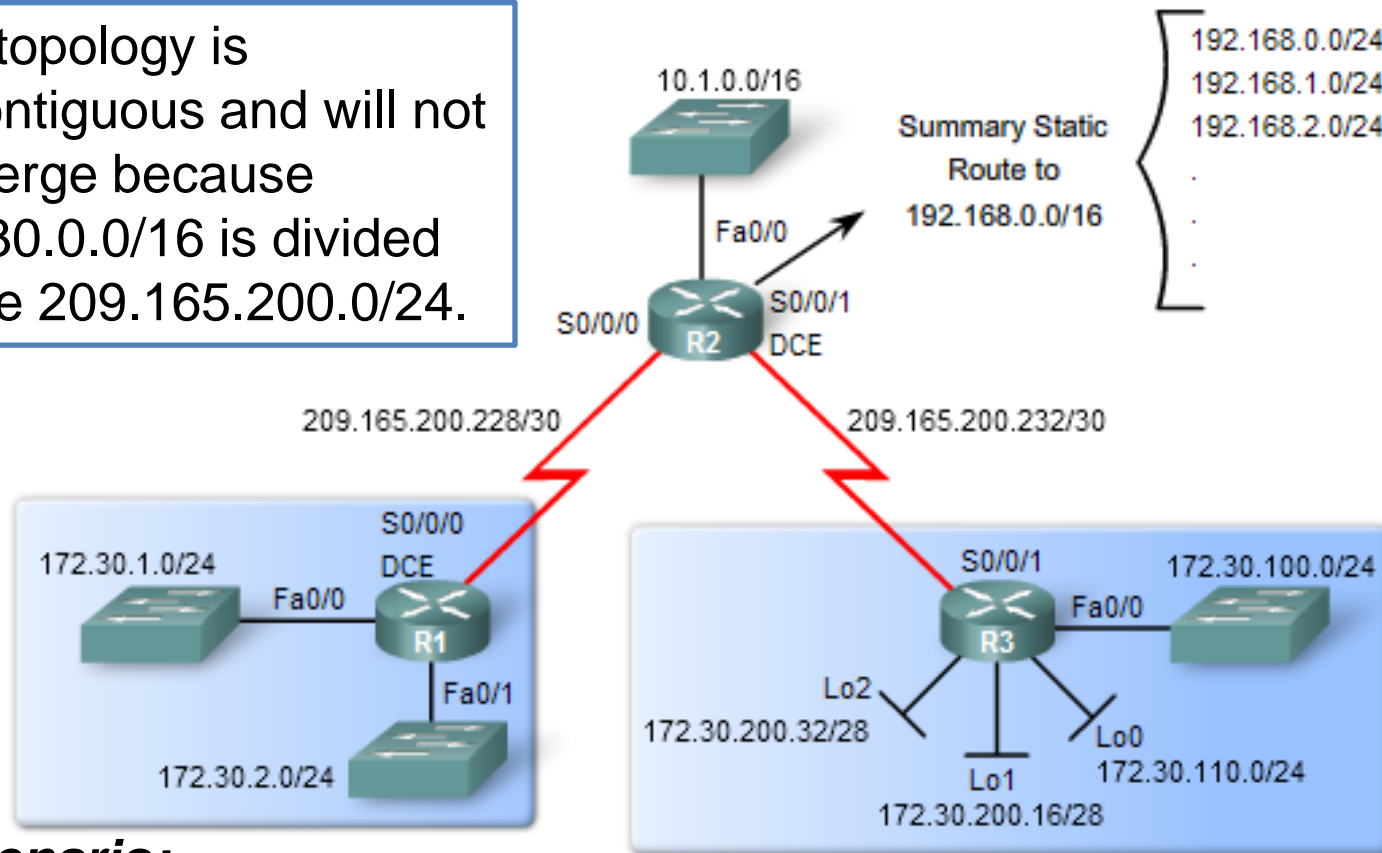 topology is
ontiguous and will not
erge because
30.0.0/16 is divided
e 209.165.200.0/24.
10.1.0.0/16
Summary Static
Route to
192.168.0.0/16
192.168.0.0/24
192.168.1.0/24
192.168.2.0/24
.
.
.
Fa0/0
S0/0/0
R2
S0/0/1
DCE
209.165.200.228/30
209.165.200.232/30
S0/0/0
DCE
172.30.1.0/24
Fa0/0
R1
Fa0/1
172.30.2.0/24
S0/0/1
172.30.100.0/24
Fa0/0
R3
Lo2
172.30.200.32/28
Lo0
172.30.110.0/24
Lo1
172.30.200.16/28